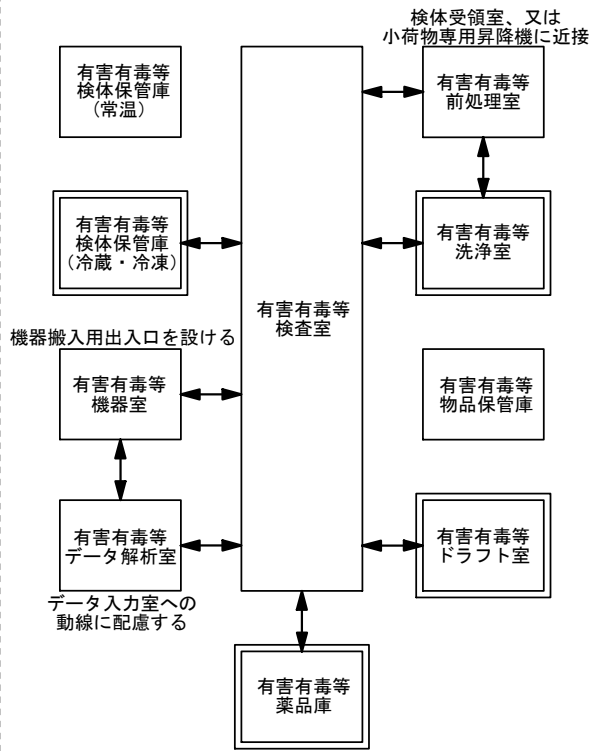 検体受領室、又は
小荷物専用昇降機に近接
有害有毒等
検体保管庫
（常温）
有害有毒等
前処理室
有害有毒等
検体保管庫
（冷蔵・冷凍）
有害有毒等
洗浄室
有害有毒等
検査室
機器搬入用出入口を設ける
有害有毒等
機器室
有害有毒等
物品保管庫
有害有毒等
データ解析室
有害有毒等
ドラフト室
データ入力室への
動線に配慮する
有害有毒等
薬品庫